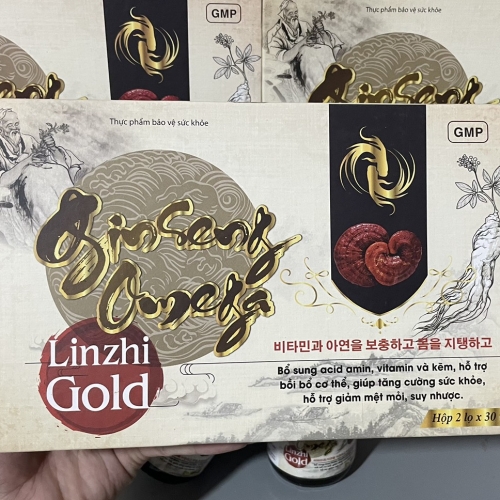 Thực phẩm bảo vệ sức khỏe
GMP
Thực phẩm bảo vệ sức khỏe
GMP
Ginseng
Omega
Linzhi
Gold
비타민과 아연을 보충하고 몸을 지탱하고
Bổ sung acid amin, vitamin và kẽm, hỗ trợ
bồi bổ cơ thể, giúp tăng cường sức khỏe,
hỗ trợ giảm mệt mỏi, suy nhược.
Hộp 2 lọ x 30
Linzhi
Gold